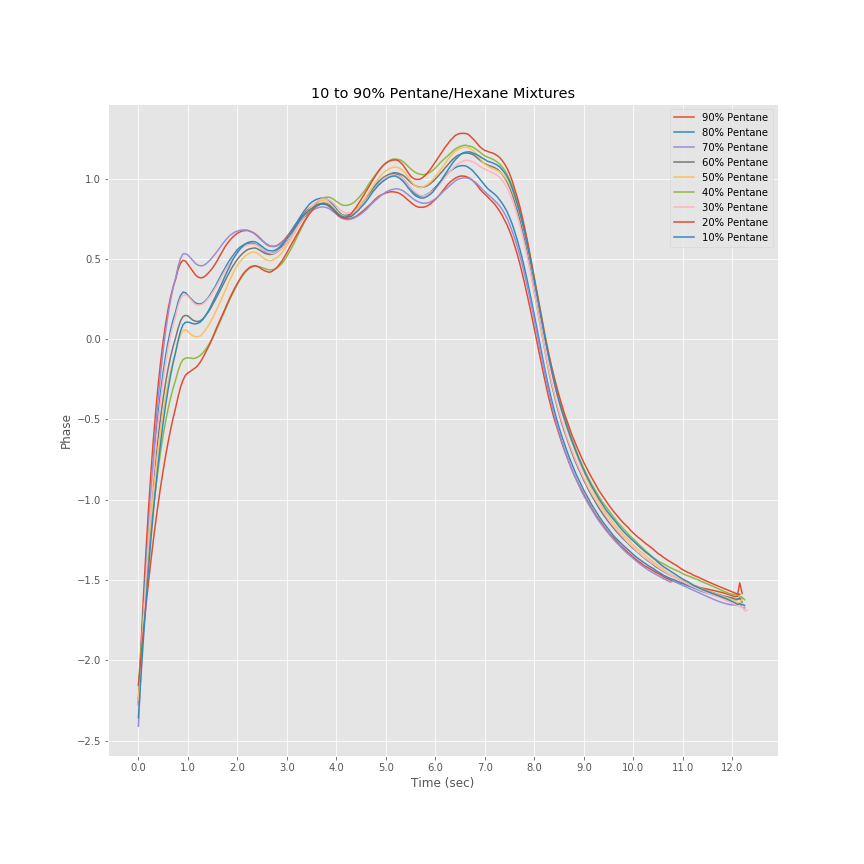 10 to 90% Pentane/Hexane Mixtures
90% Pentane
80% Pentane
70% Pentane
60% Pentane
50% Pentane
40% Pentane
30% Pentane
20% Pentane
10% Pentane
1.0
0.5
0.0
−0.5
−1.0
−1.5
−2.0
−2.5
Phase
0.0 1.0 2.0 3.0 4.0 5.0 6.0 7.0 8.0 9.0 10.0 11.0 12.0
Time (sec)